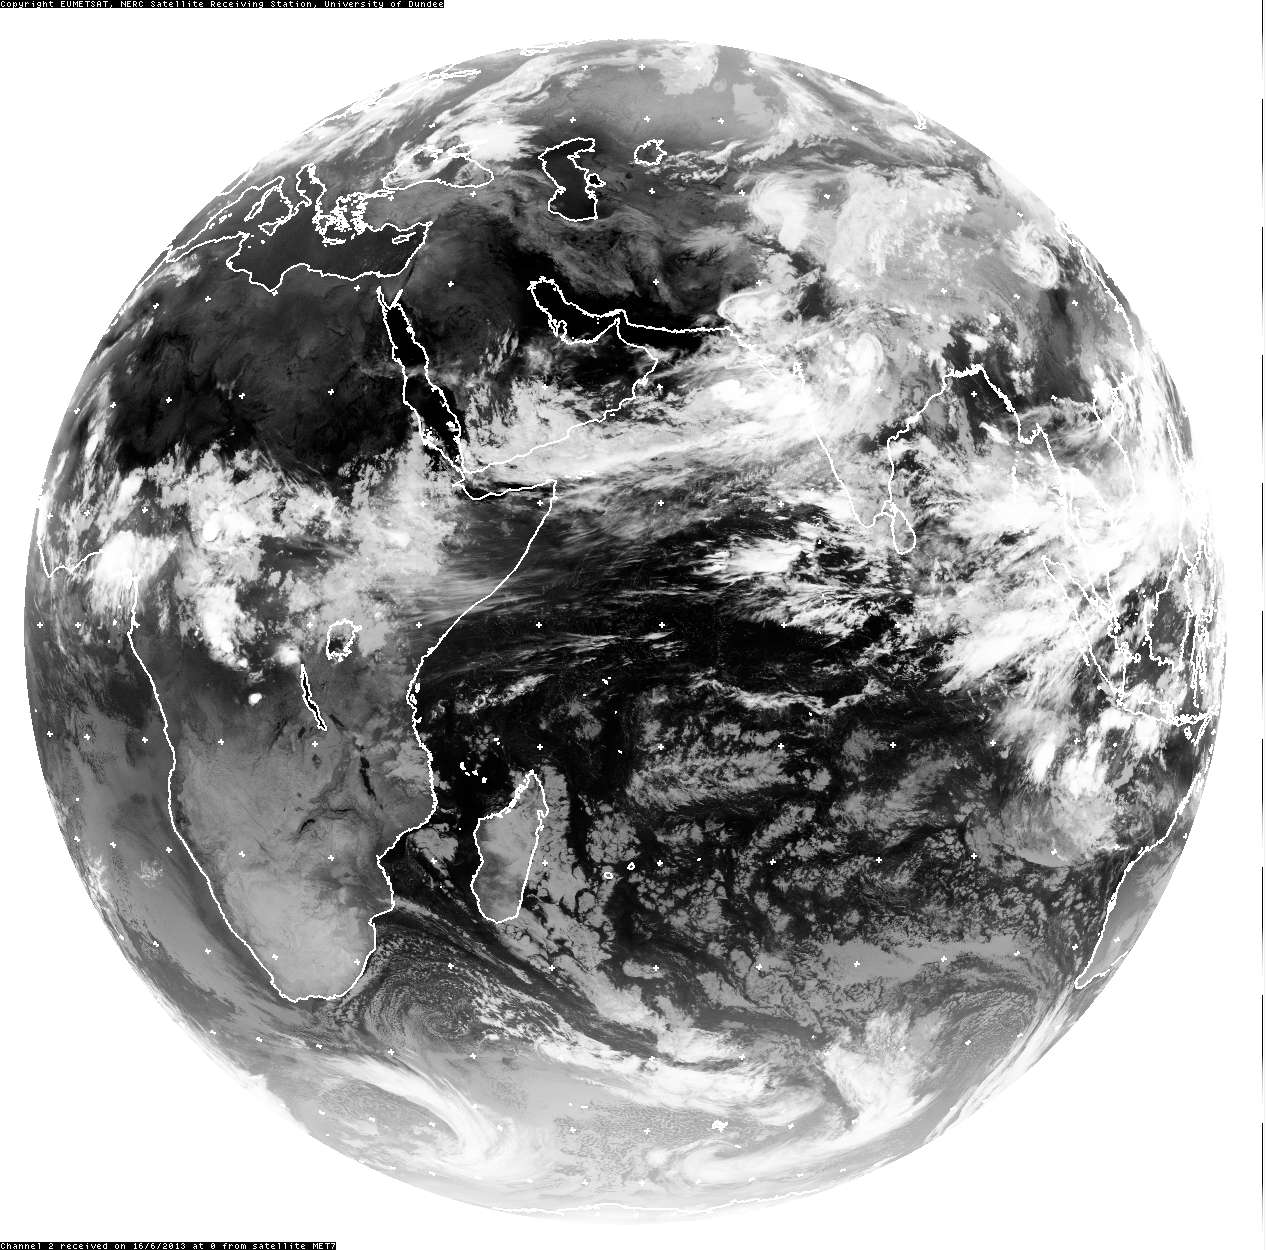 Copyright EUMETSAT, NERC Satellite Receiving Station, University of Dundee
Channel 2 received on 16/6/2013 at 0 from satellite MET7